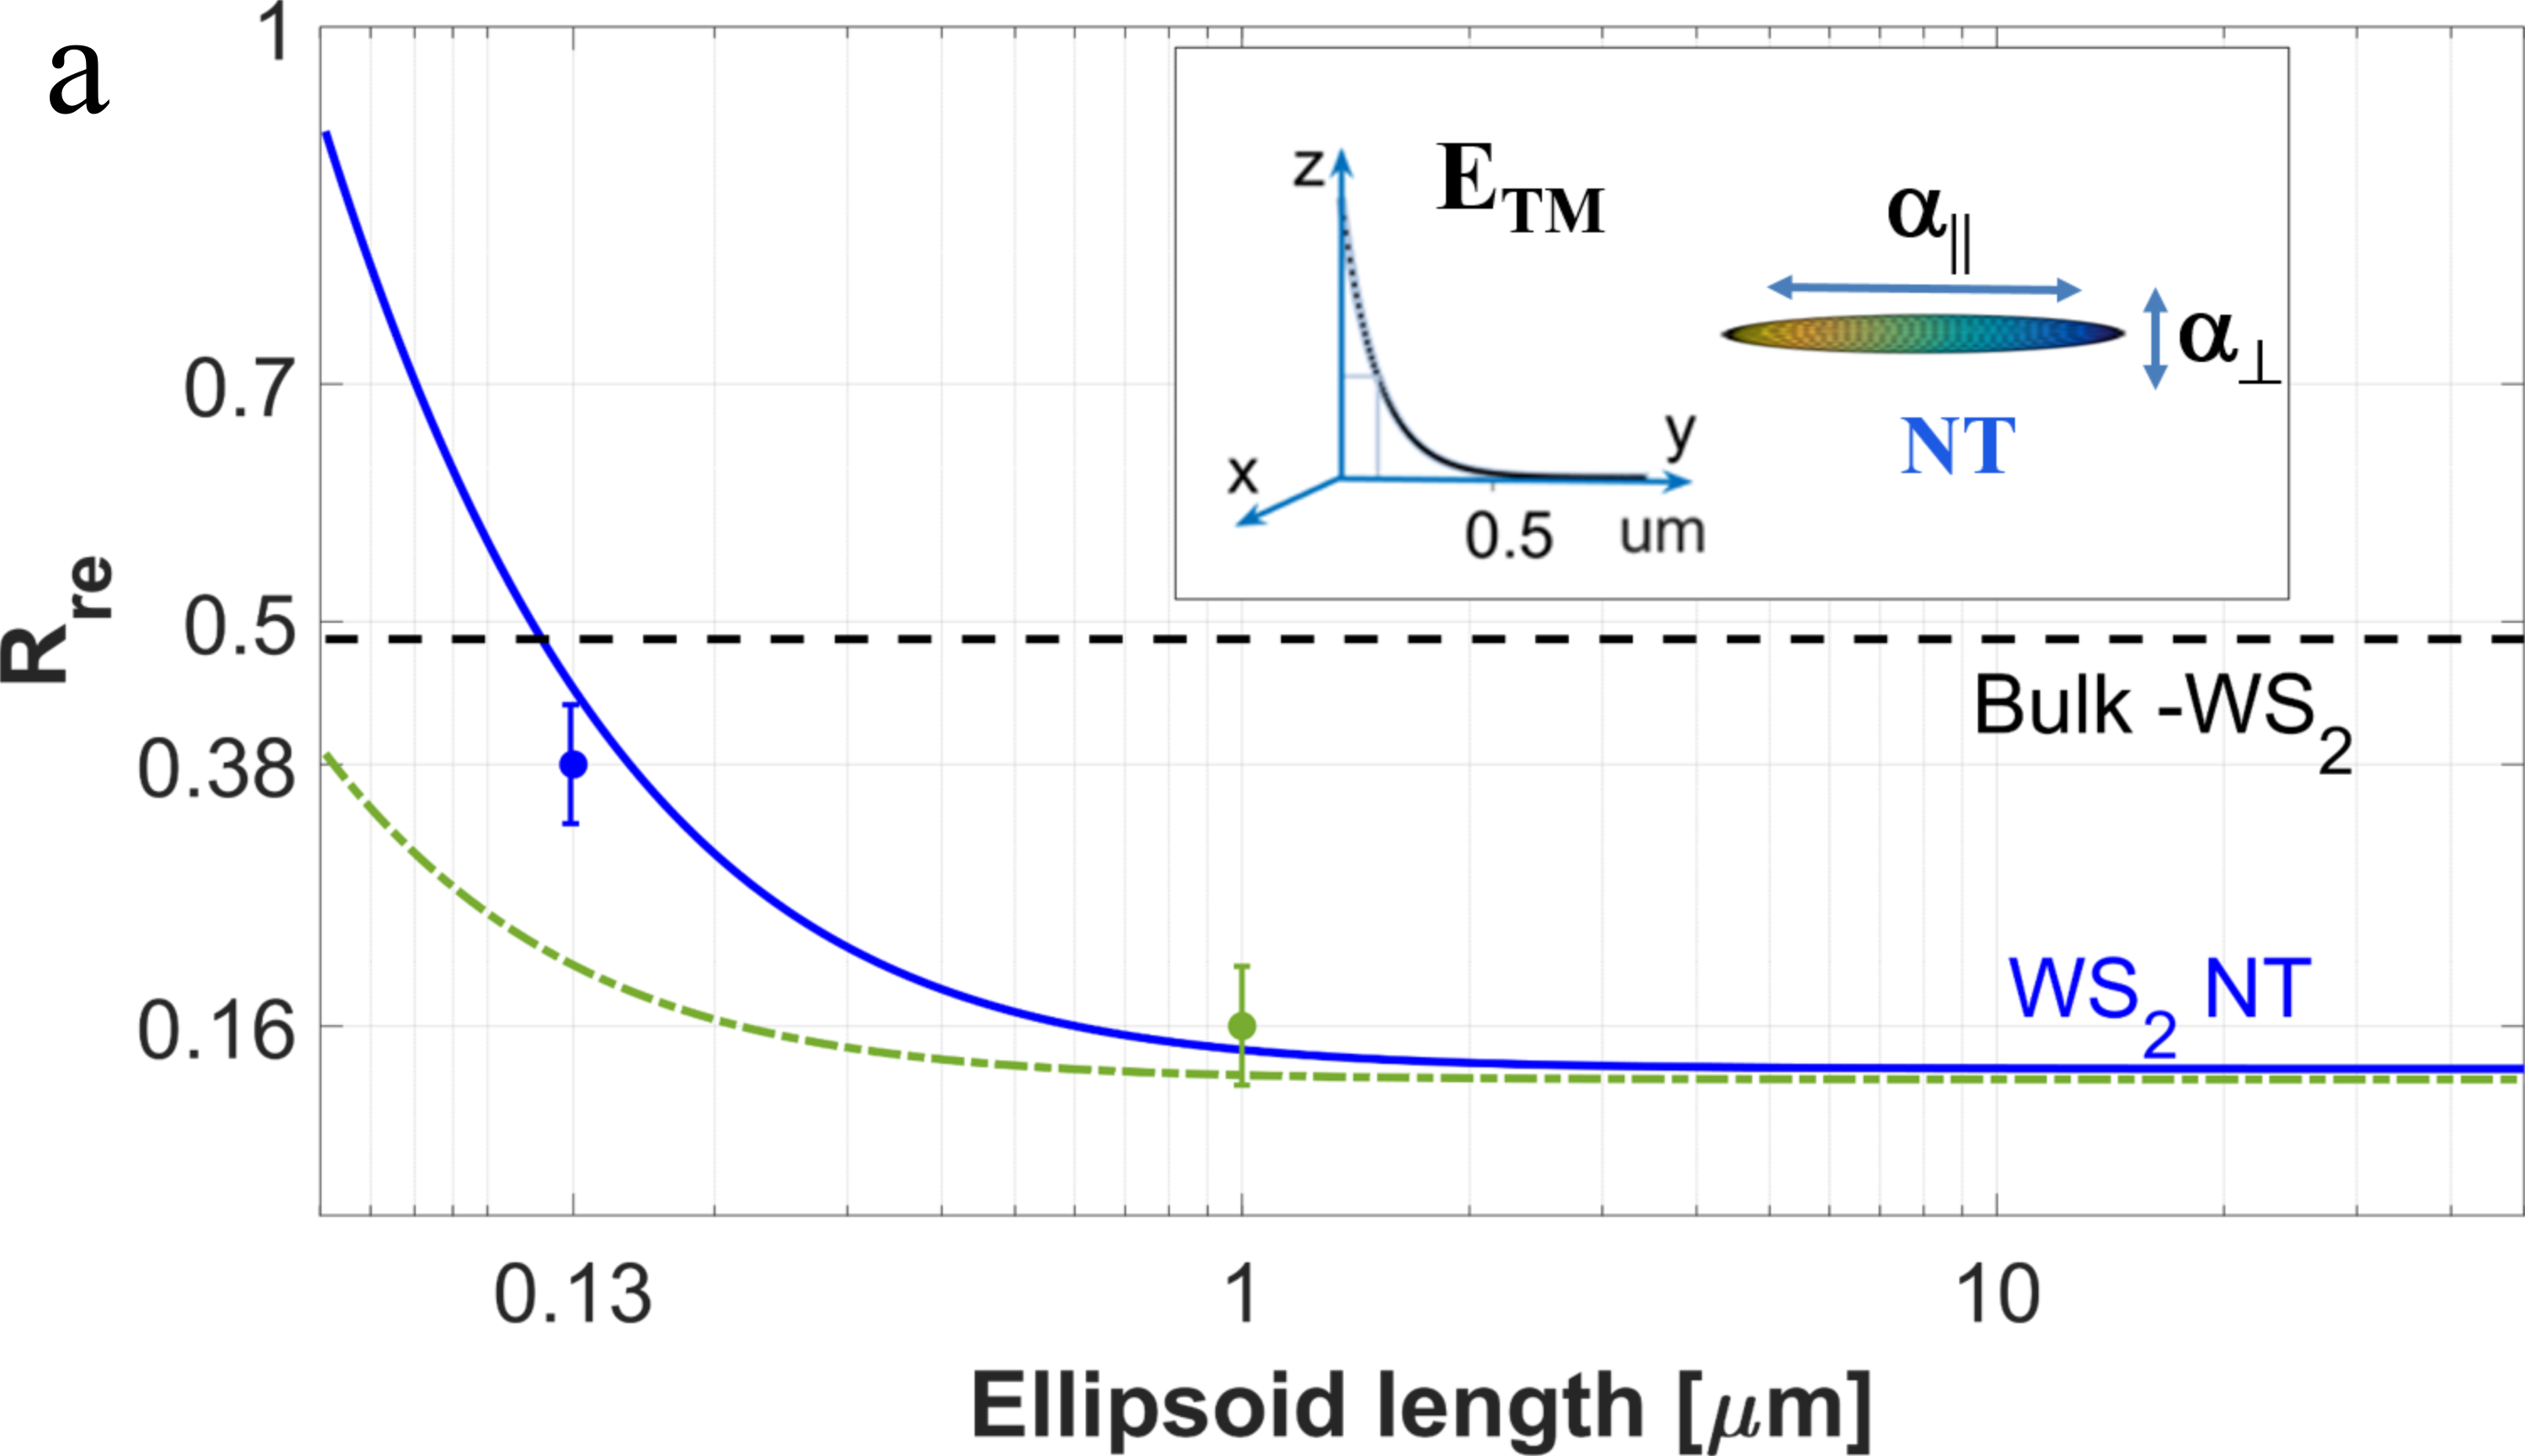 a
1
0.7
0.5
0.38
0.16
R_re
z
E_TM
α_||
α_⊥
NT
x
y
0.5 um
Bulk -WS_2
WS_2 NT
0.13
1
10
Ellipsoid length [μm]